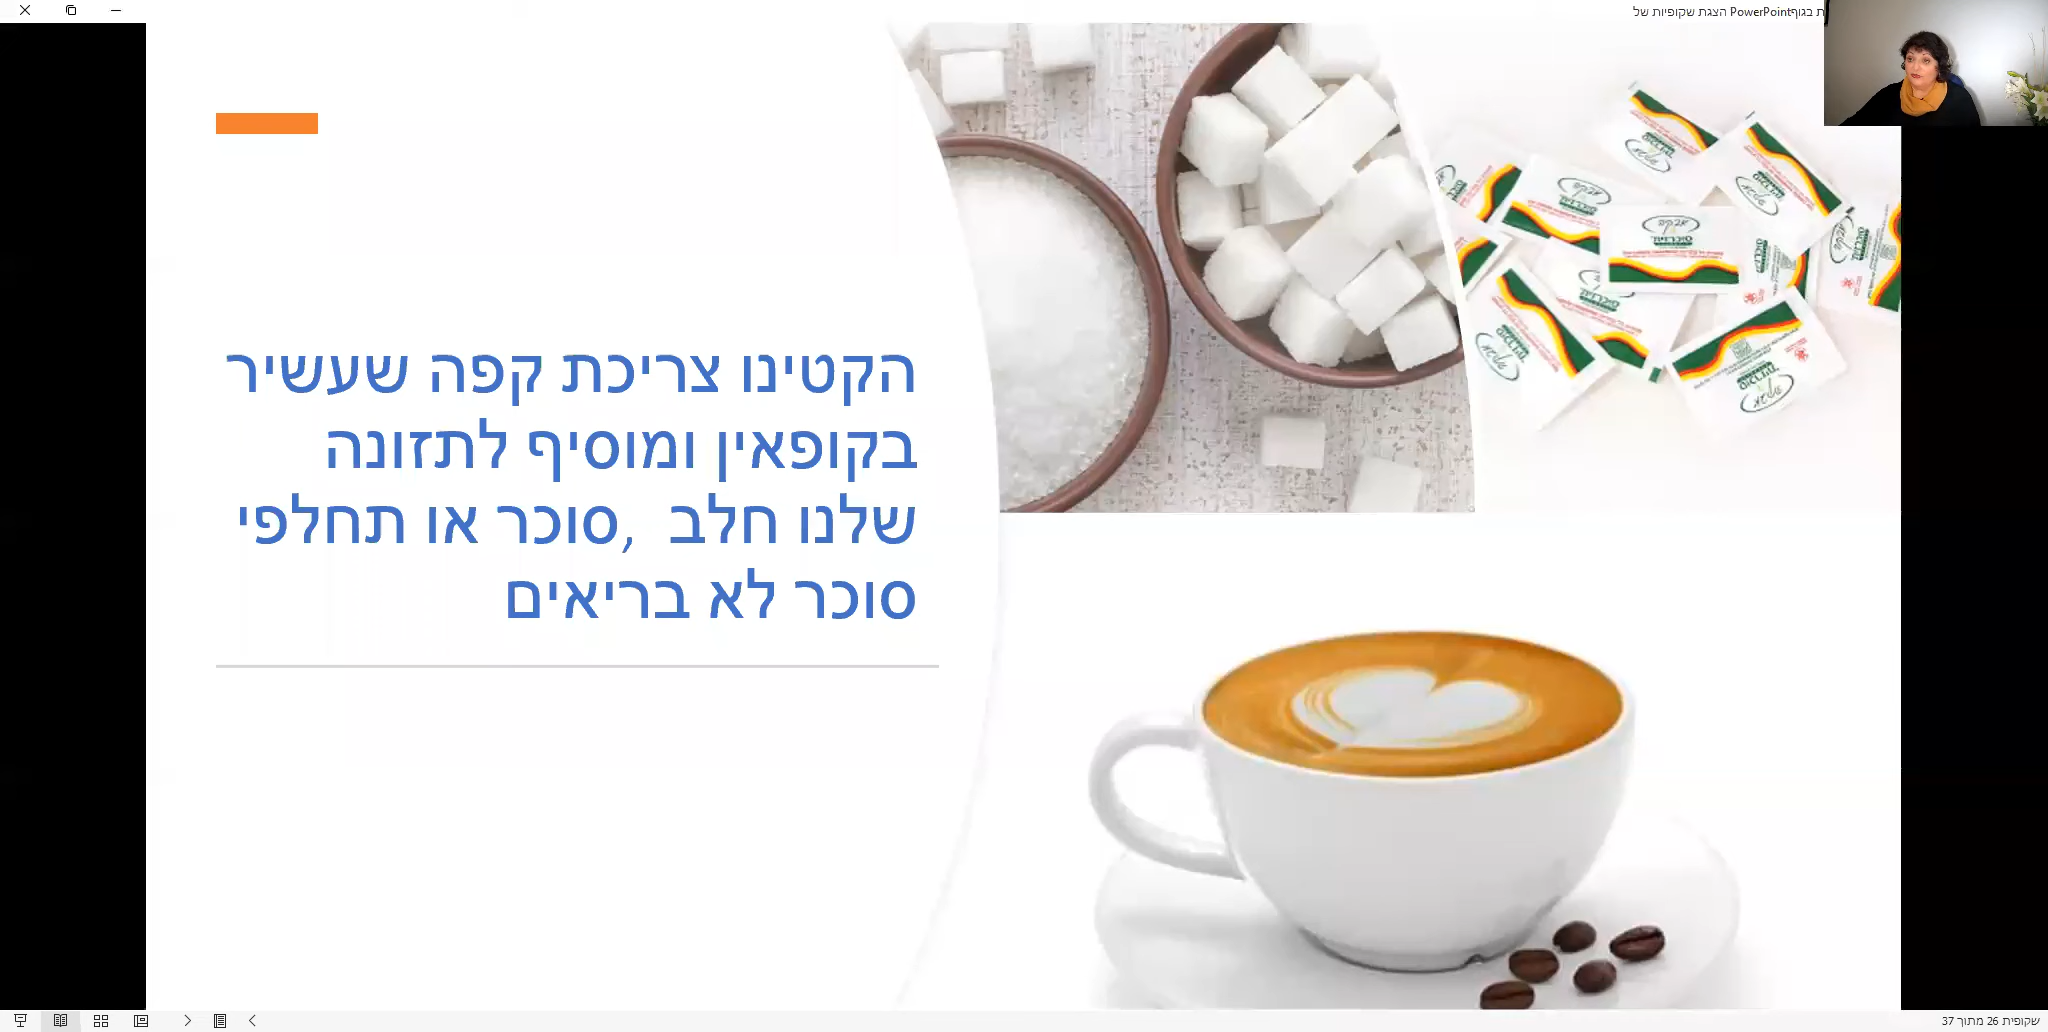 הצגת שקופיות של PowerPoint
הקטינו צריכת קפה שעשיר
בקופאין ומוסיף לתזונה
שלנו חלב  ,סוכר או תחלפי
סוכר לא בריאים
סוכרזית
שקופית 26 מתוך 37